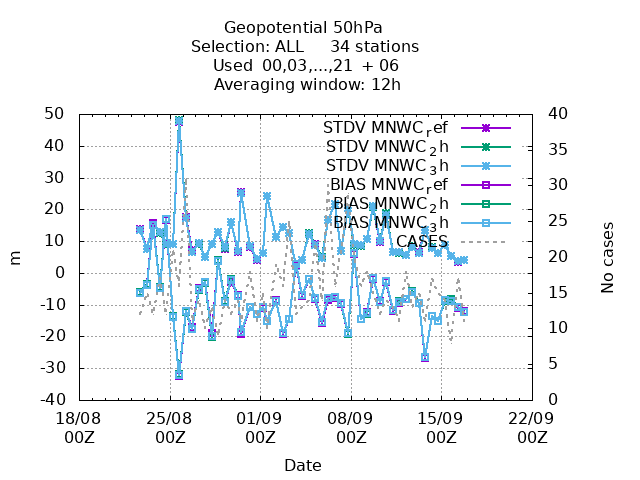 Geopotential 50hPa
Selection: ALL 34 stations
Used 00,03,...,21 + 06
Averaging window: 12h
50
40
30
20
10
0
-10
-20
-30
-40
m
40
35
30
25
20
15
10
5
0
No cases
STDV MNWC_ref
STDV MNWC_2h
STDV MNWC_3h
BIAS MNWC_ref
BIAS MNWC_2h
BIAS MNWC_3h
CASES
18/08 25/08 01/09 08/09 15/09 22/09
00Z 00Z 00Z 00Z 00Z 00Z
Date